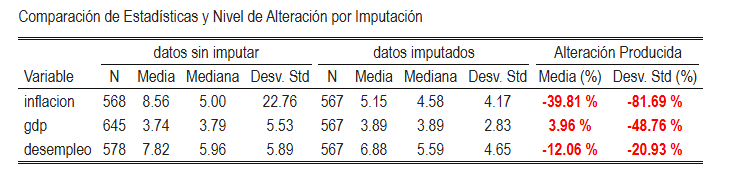 Comparación de Estadísticas y Nivel de Alteración por Imputación
datos sin imputar datos imputados Alteración Producida
Variable N Media Mediana Desv. Std N Media Mediana Desv. Std Media (%) Desv. Std (%)
inflacion 568 8.56 5.00 22.76 567 5.15 4.58 4.17 -39.81 % -81.69 %
gdp 645 3.74 3.79 5.53 567 3.89 3.89 2.83 3.96 % -48.76 %
desempleo 578 7.82 5.96 5.89 567 6.88 5.59 4.65 -12.06 % -20.93 %